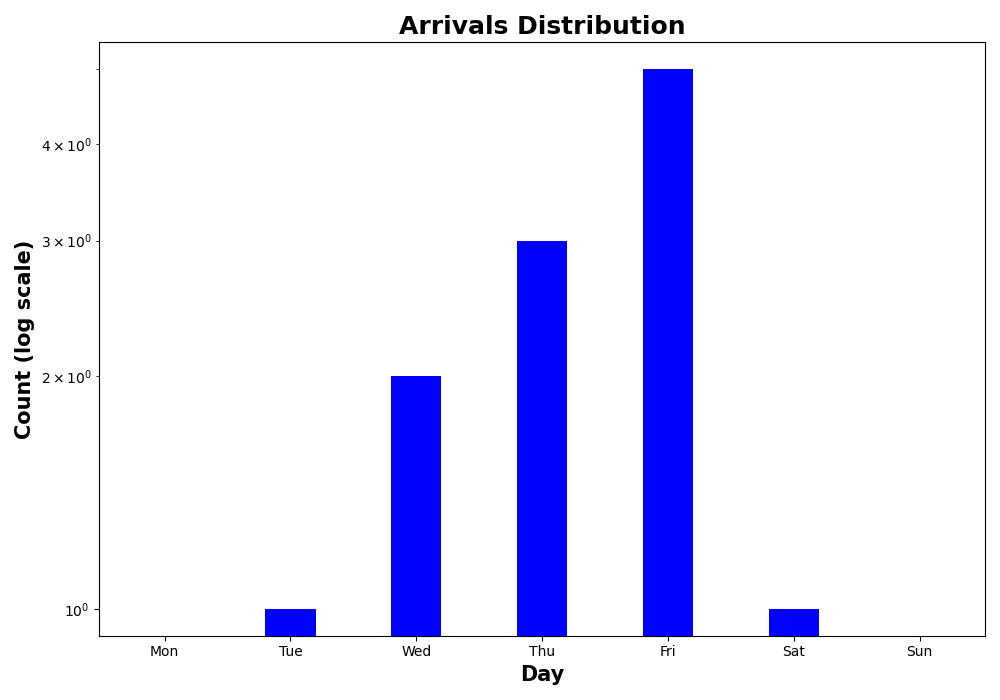 Arrivals Distribution
Count (log scale)
4 × 10⁰
3 × 10⁰
2 × 10⁰
10⁰
Mon Tue Wed Thu Fri Sat Sun
Day